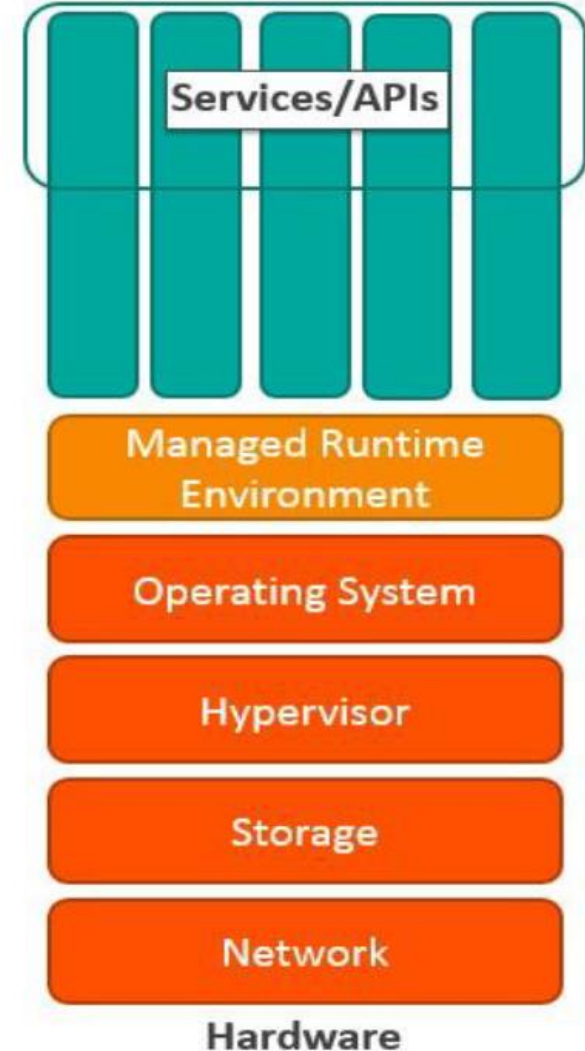 Services/APIs
Managed Runtime
Environment
Operating System
Hypervisor
Storage
Network
Hardware